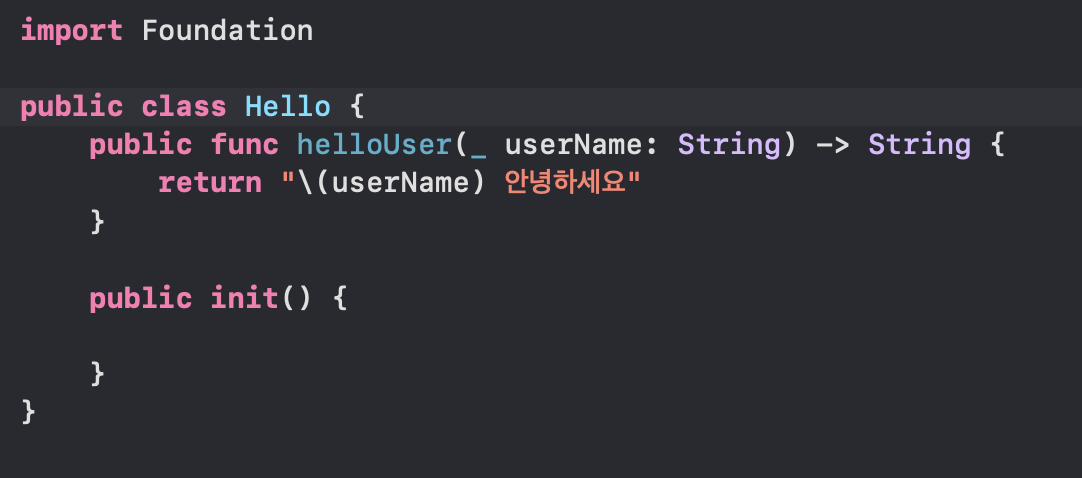 import Foundation
public class Hello {
    public func helloUser(_ userName: String) -> String {
        return "\(userName) 안녕하세요"
    }
    public init() {
    }
}